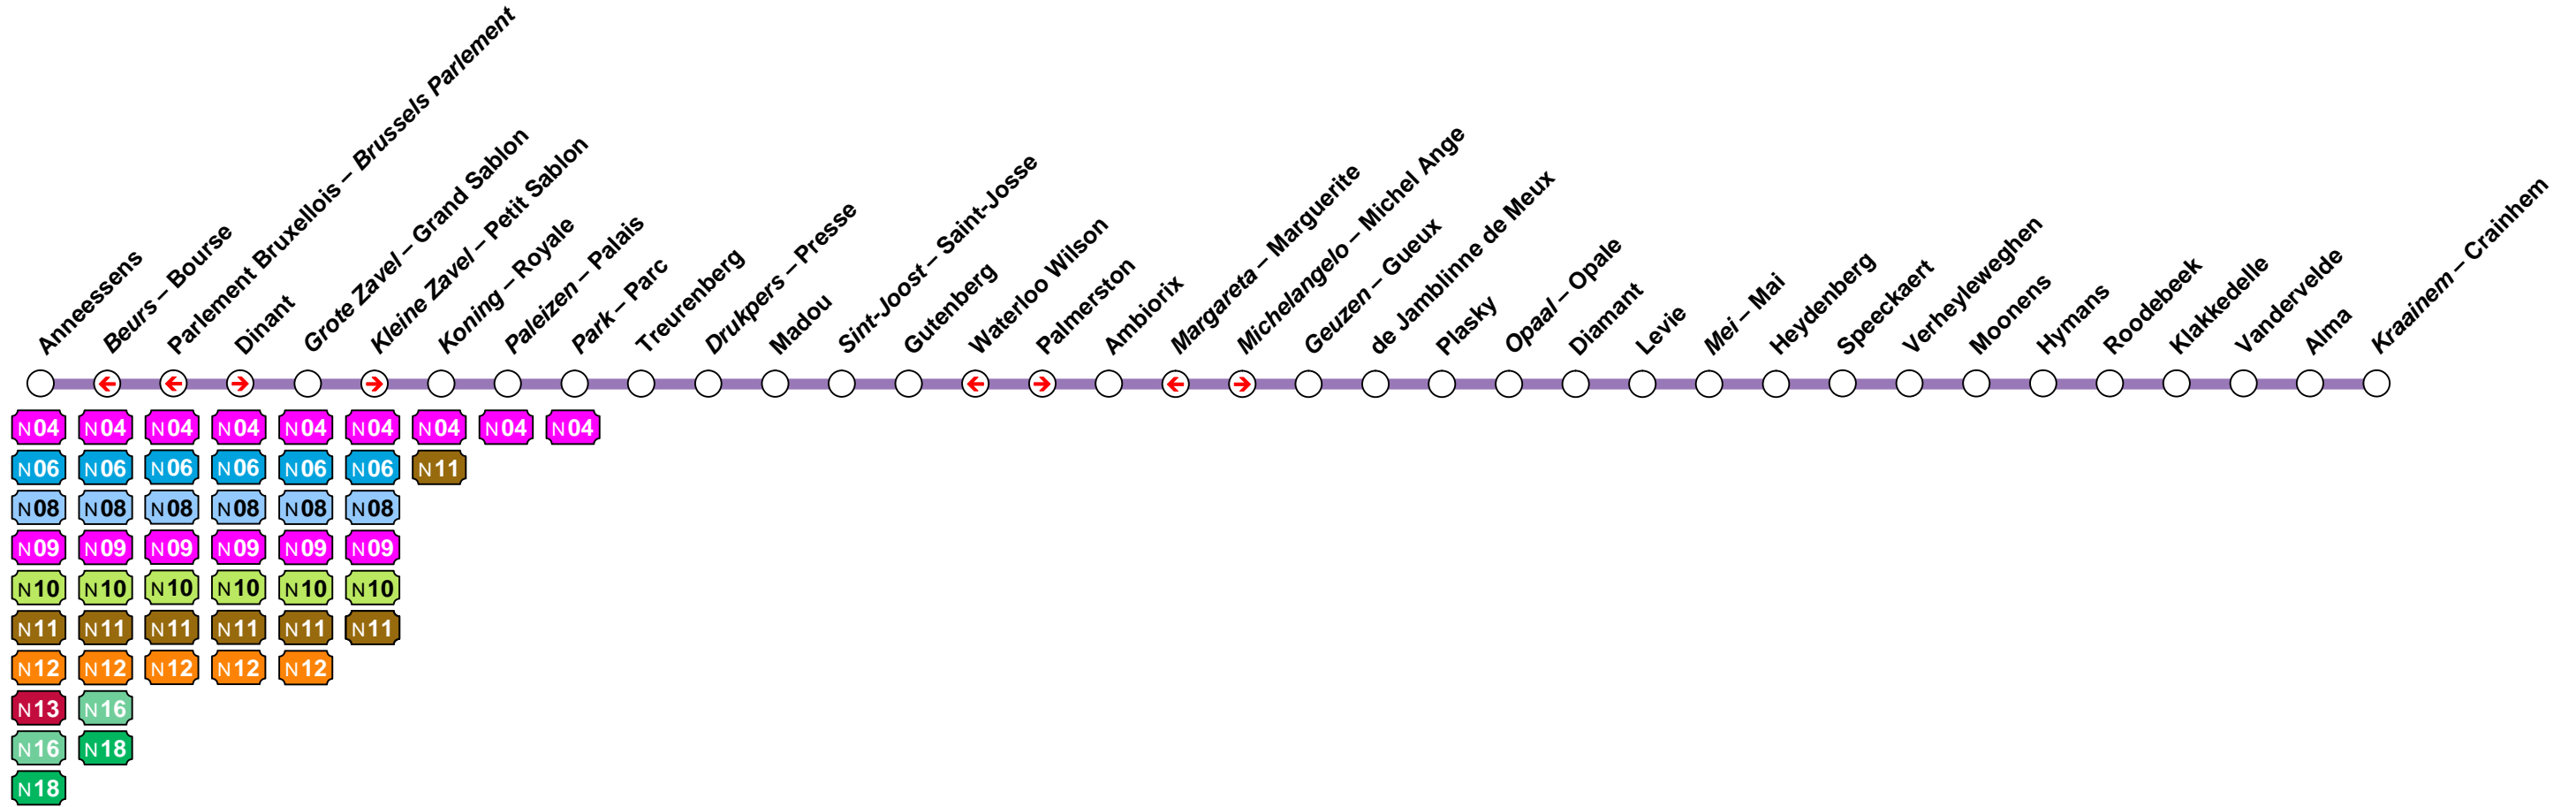 Anneessens
Beurs – Bourse
Parlement Bruxellois – Brussels Parlement
Dinant
Grote Zavel – Grand Sablon
Kleine Zavel – Petit Sablon
Koning – Royale
Paleizen – Palais
Park – Parc
Treurenberg
Drukpers – Presse
Madou
Sint-Joost – Saint-Josse
Gutenberg
Waterloo Wilson
Palmerston
Ambiorix
Margareta – Marguerite
Michelangelo – Michel Ange
Geuzen – Gueux
de Jamblinne de Meux
Plasky
Opaal – Opale
Diamant
Levie
Mei – Mai
Heydenberg
Speeckaert
Verheyleweghen
Moonens
Hymans
Roodebeek
Klakkedelle
Vandervelde
Alma
Kraainem – Crainhem
N04 N04 N04 N04 N04 N04 N04 N04 N04
N06 N06 N06 N06 N06 N06 N11
N08 N08 N08 N08 N08 N08
N09 N09 N09 N09 N09 N09
N10 N10 N10 N10 N10 N10
N11 N11 N11 N11 N11 N11
N12 N12 N12 N12 N12
N13 N16
N16 N18
N18